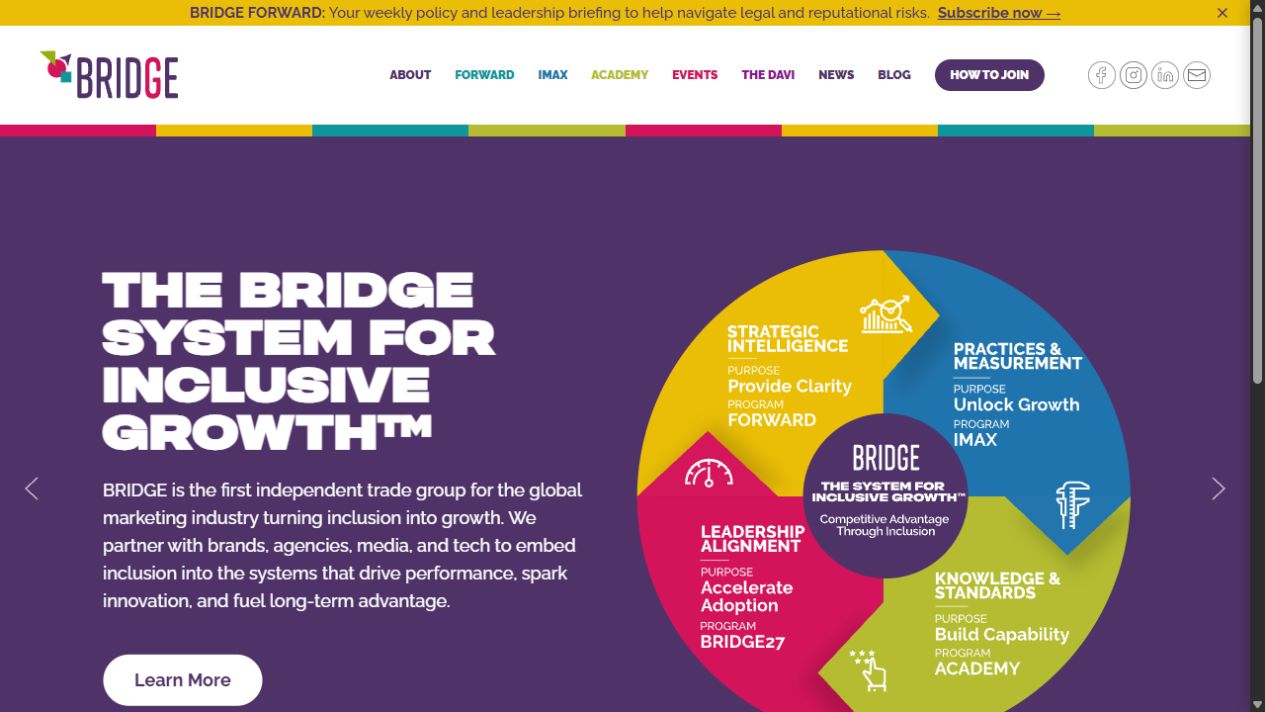 BRIDGE FORWARD: Your weekly policy and leadership briefing to help navigate legal and reputational risks. Subscribe now →
BRIDGE
ABOUT FORWARD IMAX ACADEMY EVENTS THE DAVI NEWS BLOG HOW TO JOIN
THE BRIDGE
SYSTEM FOR
INCLUSIVE
GROWTH™
BRIDGE is the first independent trade group for the global
marketing industry turning inclusion into growth. We
partner with brands, agencies, media, and tech to embed
inclusion into the systems that drive performance, spark
innovation, and fuel long-term advantage.
Learn More
STRATEGIC
INTELLIGENCE
PURPOSE
Provide Clarity
PROGRAM
FORWARD
PRACTICES &
MEASUREMENT
PURPOSE
Unlock Growth
PROGRAM
IMAX
BRIDGE
THE SYSTEM FOR
INCLUSIVE GROWTH™
Competitive Advantage
Through Inclusion
LEADERSHIP
ALIGNMENT
PURPOSE
Accelerate
Adoption
PROGRAM
BRIDGE27
KNOWLEDGE &
STANDARDS
PURPOSE
Build Capability
PROGRAM
ACADEMY